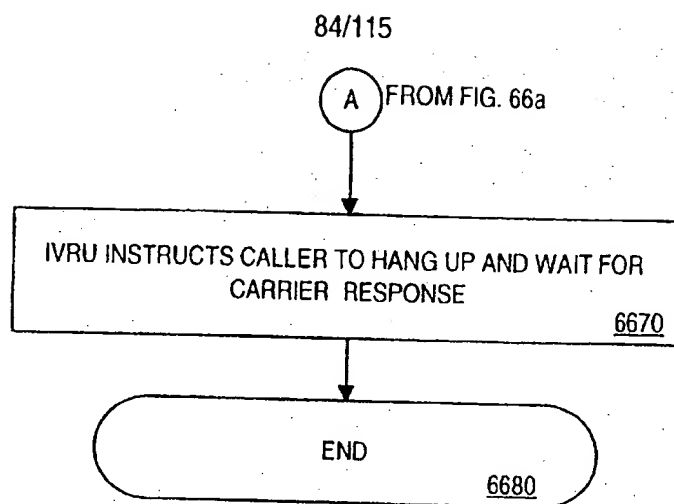 84/115
A FROM FIG. 66a
IVRU INSTRUCTS CALLER TO HANG UP AND WAIT FOR
CARRIER RESPONSE
6670
END
6680